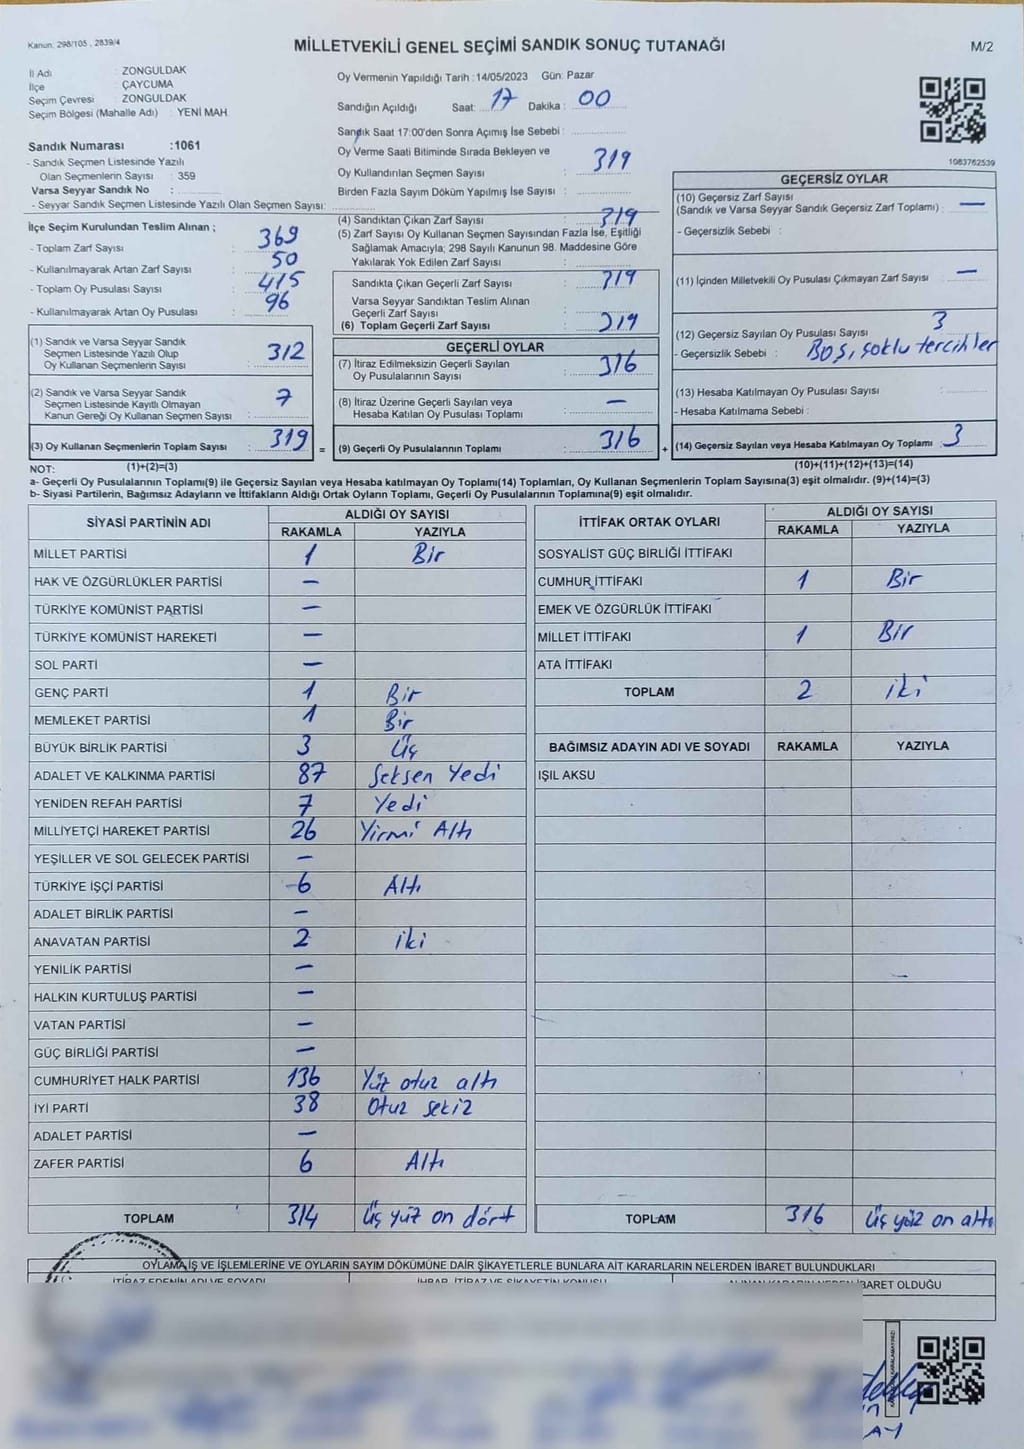 Kanun: 298/105, 2839/4
MİLLETVEKİLİ GENEL SEÇİMİ SANDIK SONUÇ TUTANAĞI
M/2
İl Adı : ZONGULDAK
İlçe : ÇAYCUMA
Seçim Çevresi : ZONGULDAK
Seçim Bölgesi (Mahalle Adı) : YENİ MAH
Sandık Numarası :1061
- Sandık Seçmen Listesinde Yazılı
Olan Seçmenlerin Sayısı : 359
Varsa Seyyar Sandık No :
- Seyyar Sandık Seçmen Listesinde Yazılı Olan Seçmen Sayısı:
Oy Vermenin Yapıldığı Tarih : 14/05/2023 Gün: Pazar
Sandığın Açıldığı Saat: 17 Dakika : 00
Sandık Saat 17:00'den Sonra Açımış İse Sebebi :
Oy Verme Saati Bitiminde Sırada Bekleyen ve
Oy Kullandırılan Seçmen Sayısı : 319
Birden Fazla Sayım Döküm Yapılmış İse Sayısı :
1083762539
İlçe Seçim Kurulundan Teslim Alınan ;
- Toplam Zarf Sayısı : 369
- Kullanılmayarak Artan Zarf Sayısı : 50
- Toplam Oy Pusulası Sayısı : 415
- Kullanılmayarak Artan Oy Pusulası : 96
(1) Sandık ve Varsa Seyyar Sandık
Seçmen Listesinde Yazılı Olup
Oy Kullanan Seçmenlerin Sayısı : 312
(2) Sandık ve Varsa Seyyar Sandık
Seçmen Listesinde Kayıtlı Olmayan
Kanun Gereği Oy Kullanan Seçmen Sayısı : 7
(3) Oy Kullanan Seçmenlerin Toplam Sayısı : 319
(4) Sandıktan Çıkan Zarf Sayısı : 319
(5) Zarf Sayısı Oy Kullanan Seçmen Sayısından Fazla İse, Eşitliği
Sağlamak Amacıyla; 298 Sayılı Kanunun 98. Maddesine Göre
Yakılarak Yok Edilen Zarf Sayısı :
Sandıkta Çıkan Geçerli Zarf Sayısı : 319
Varsa Seyyar Sandıktan Teslim Alınan
Geçerli Zarf Sayısı :
(6) Toplam Geçerli Zarf Sayısı : 319
GEÇERLİ OYLAR
(7) İtiraz Edilmeksizin Geçerli Sayılan
Oy Pusulalarının Sayısı : 316
(8) İtiraz Üzerine Geçerli Sayılan veya
Hesaba Katılan Oy Pusulası Toplamı : —
= (9) Geçerli Oy Pusulalarının Toplamı : 316
GEÇERSİZ OYLAR
(10) Geçersiz Zarf Sayısı
(Sandık ve Varsa Seyyar Sandık Geçersiz Zarf Toplamı) : —
- Geçersizlik Sebebi :
(11) İçinden Milletvekili Oy Pusulası Çıkmayan Zarf Sayısı : —
(12) Geçersiz Sayılan Oy Pusulası Sayısı : 3
- Geçersizlik Sebebi : Boş, tercihler
(13) Hesaba Katılmayan Oy Pusulası Sayısı :
- Hesaba Katılmama Sebebi :
+ (14) Geçersiz Sayılan veya Hesaba Katılmayan Oy Toplamı : 3
NOT: (1)+(2)=(3) (10)+(11)+(12)+(13)=(14)
a- Geçerli Oy Pusulalarının Toplamı(9) ile Geçersiz Sayılan veya Hesaba katılmayan Oy Toplamı(14) Toplamları, Oy Kullanan Seçmenlerin Toplam Sayısına(3) eşit olmalıdır. (9)+(14)=(3)
b- Siyasi Partilerin, Bağımsız Adayların ve İttifakların Aldığı Ortak Oyların Toplamı, Geçerli Oy Pusulalarının Toplamına(9) eşit olmalıdır.
SİYASİ PARTİNİN ADI ALDIĞI OY SAYISI
RAKAMLA YAZIYLA
MİLLET PARTİSİ 1 Bir
HAK VE ÖZGÜRLÜKLER PARTİSİ —
TÜRKİYE KOMÜNİST PARTİSİ —
TÜRKİYE KOMÜNİST HAREKETİ —
SOL PARTİ —
GENÇ PARTİ 1 Bir
MEMLEKET PARTİSİ 1 Bir
BÜYÜK BİRLİK PARTİSİ 3 Üç
ADALET VE KALKINMA PARTİSİ 87 Seksen Yedi
YENİDEN REFAH PARTİSİ 7 Yedi
MİLLİYETÇİ HAREKET PARTİSİ 26 Yirmi Altı
YEŞİLLER VE SOL GELECEK PARTİSİ —
TÜRKİYE İŞÇİ PARTİSİ 6 Altı
ADALET BİRLİK PARTİSİ —
ANAVATAN PARTİSİ 2 iki
YENİLİK PARTİSİ —
HALKIN KURTULUŞ PARTİSİ —
VATAN PARTİSİ —
GÜÇ BİRLİĞİ PARTİSİ —
CUMHURİYET HALK PARTİSİ 136 Yüz otuz altı
İYİ PARTİ 38 Otuz sekiz
ADALET PARTİSİ —
ZAFER PARTİSİ 6 Altı
TOPLAM 314 Üç yüz on dört
İTTİFAK ORTAK OYLARI ALDIĞI OY SAYISI
RAKAMLA YAZIYLA
SOSYALİST GÜÇ BİRLİĞİ İTTİFAKI
CUMHUR İTTİFAKI 1 Bir
EMEK VE ÖZGÜRLÜK İTTİFAKI
MİLLET İTTİFAKI 1 Bir
ATA İTTİFAKI
TOPLAM 2 iki
BAĞIMSIZ ADAYIN ADI VE SOYADI RAKAMLA YAZIYLA
IŞIL AKSU
TOPLAM 316 Üç yüz on altı
OYLAMA İŞ VE İŞLEMLERİNE VE OYLARIN SAYIM DÖKÜMÜNE DAİR ŞİKAYETLERLE BUNLARA AİT KARARLARIN NELERDEN İBARET BULUNDUKLARI
İTİRAZ EDENİN ADI VE SOYADI İHBAR, İTİRAZ VE ŞİKAYETİN KONUSU ALINAN KARARIN NEDEN İBARET OLDUĞU